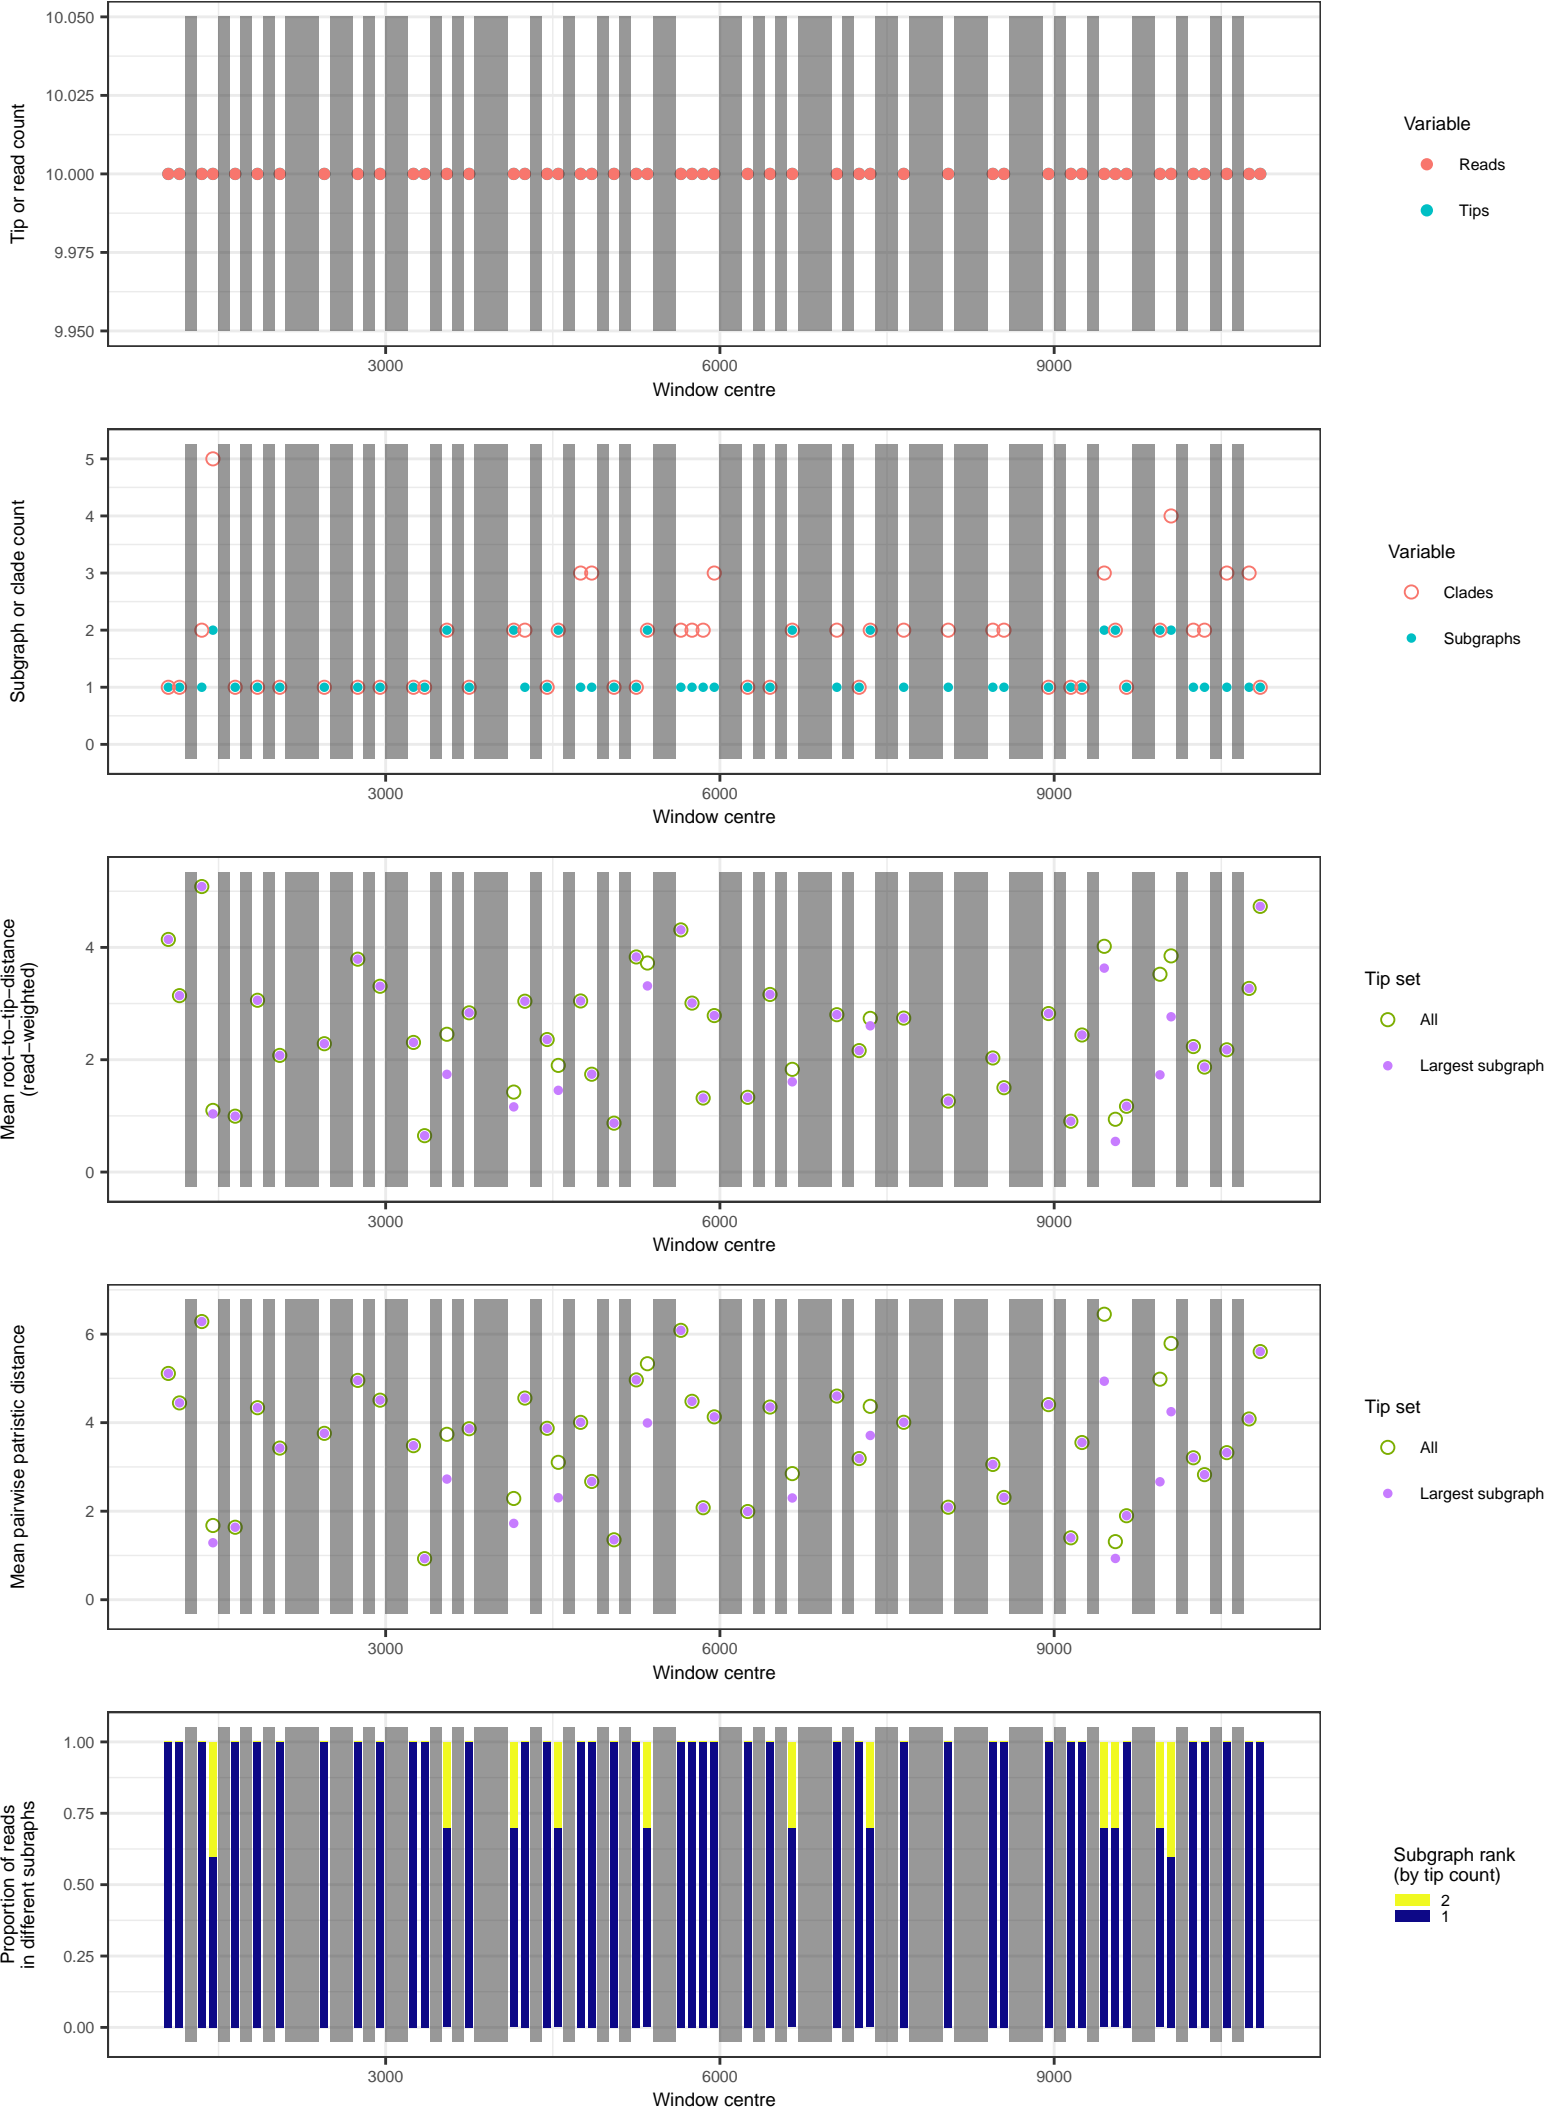 10.050
10.025
10.000
9.975
9.950
Tip or read count
3000
6000
9000
Window centre
Variable
Reads
Tips
5
4
3
2
1
0
Subgraph or clade count
3000
6000
9000
Window centre
Variable
Clades
Subgraphs
4
2
0
Mean root−to−tip−distance
(read−weighted)
3000
6000
9000
Window centre
Tip set
All
Largest subgraph
6
4
2
0
Mean pairwise patristic distance
3000
6000
9000
Window centre
Tip set
All
Largest subgraph
1.00
0.75
0.50
0.25
0.00
Proportion of reads
in different subraphs
3000
6000
9000
Window centre
Subgraph rank
(by tip count)
2
1